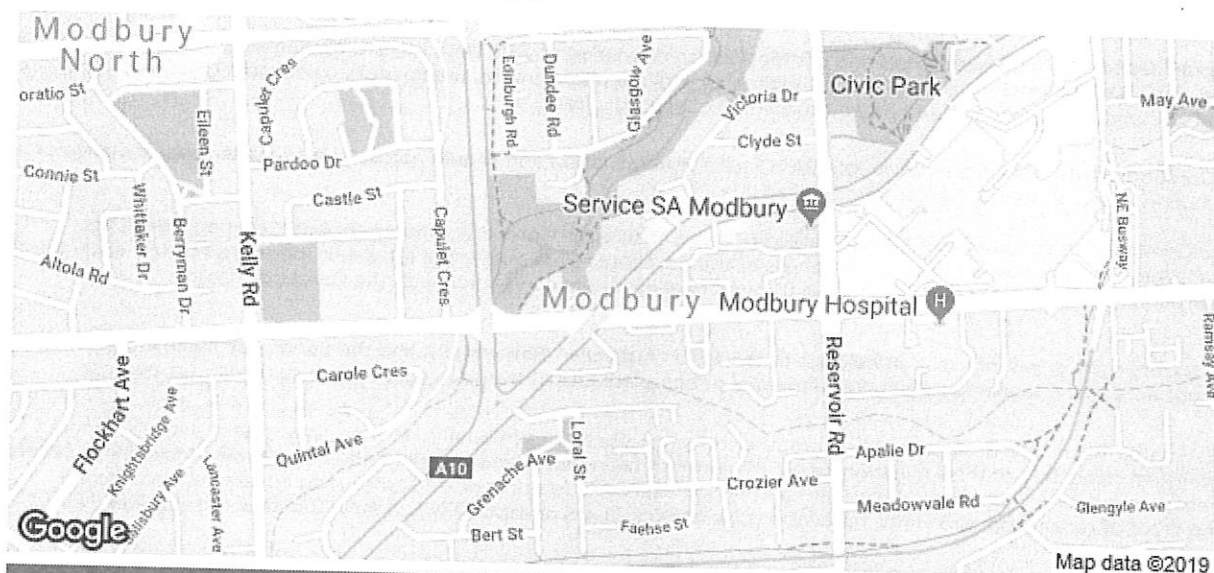 Modbury
North
oratio St
Eileen St
Capulet Cres
Edinburgh Rd
Dundee Rd
Glasgow Ave
Victoria Dr
Civic Park
May Ave
Clyde St
Connie St
Pardoo Dr
Castle St
Service SA Modbury
Whittaker Dr
Berryman Dr
Kelly Rd
Capulet Cres
NE Busway
Altola Rd
Modbury
Modbury Hospital
H
Ramsay Ave
Flockhart Ave
Carole Cres
Reservoir Rd
Knightsbridge Ave
Quintal Ave
Loral St
Apalie Dr
A10
Grenache Ave
Crozier Ave
alisbury Ave
Lancaster Ave
Meadowvale Rd
Glengyle Ave
Google
Bert St
Faehse St
Map data ©2019